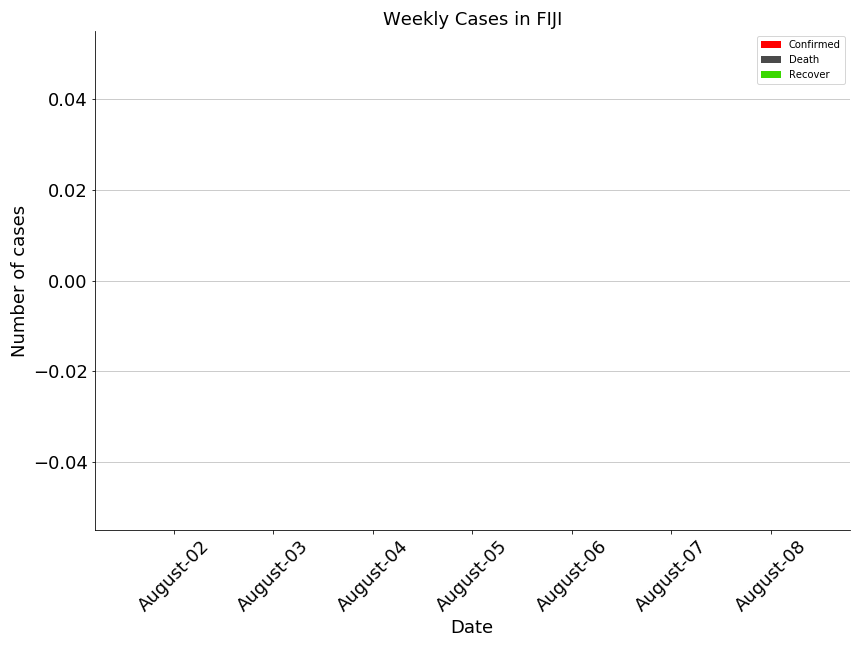 Weekly Cases in FIJI
Confirmed
Death
Recover
Number of cases
0.04
0.02
0.00
−0.02
−0.04
August-02
August-03
August-04
August-05
August-06
August-07
August-08
Date